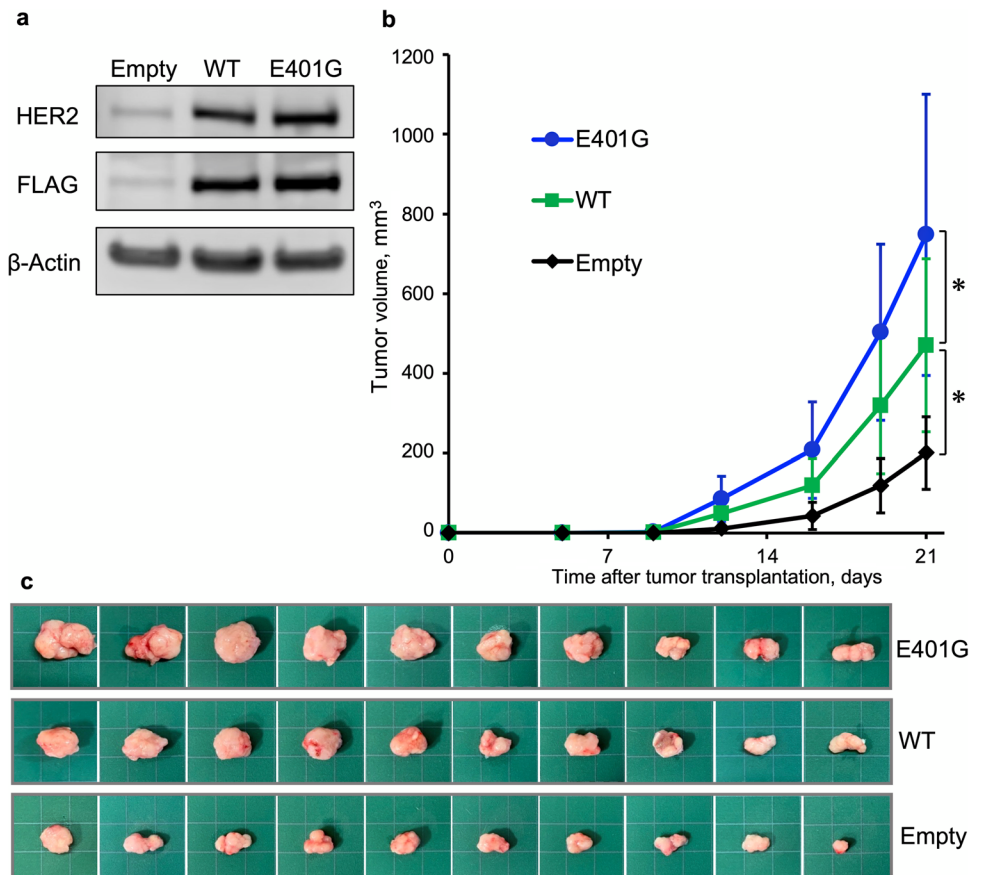 a
Empty WT E401G
HER2
FLAG
β-Actin
b
1200
1000
800
600
400
200
0
Tumor volume, mm3
E401G
WT
Empty
*
*
0 7 14 21
Time after tumor transplantation, days
c
E401G
WT
Empty